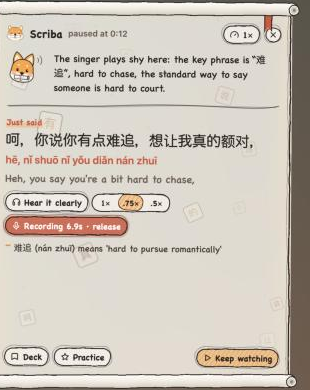 Scriba paused at 0:12
1×
The singer plays shy here: the key phrase is “难
追”, hard to chase, the standard way to say
someone is hard to court.
Just said
呵，你说你有点难追，想让我真的额对，
hē, nǐ shuō nǐ yǒu diǎn nán zhuī
Heh, you say you're a bit hard to chase,
Hear it clearly 1× .75× .5×
Recording 6.9s · release
难追 (nán zhuī) means 'hard to pursue romantically'
Deck Practice Keep watching